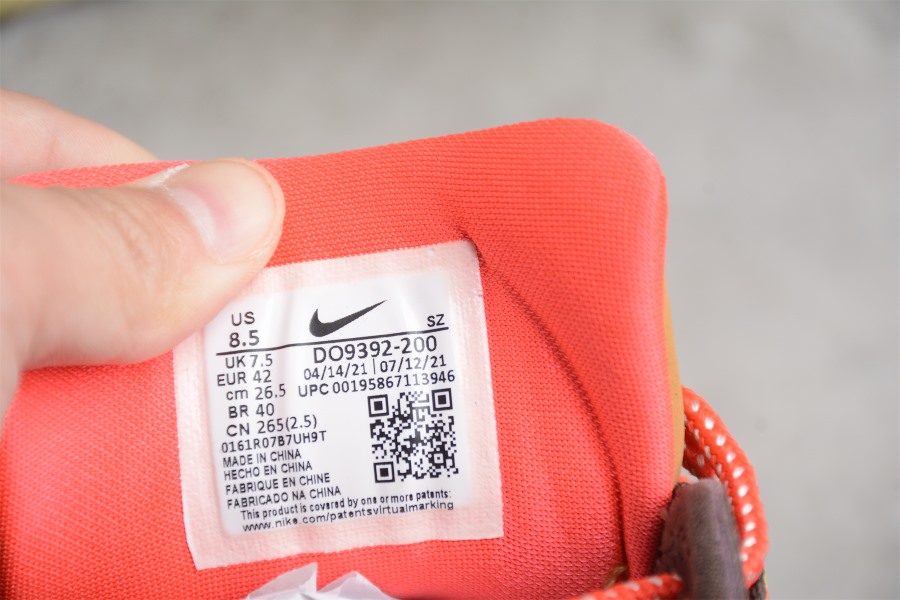 US
8.5
SZ
UK 7.5
DO9392-200
EUR 42
04/14/21 | 07/12/21
cm 26.5
UPC 00195867113946
BR 40
CN 265(2.5)
0161R07B7UH9T
MADE IN CHINA
HECHO EN CHINA
FABRIQUE EN CHINE
FABRICADO NA CHINA
This product is covered by one or more patents:
www.nike.com/patentsvirtualmarking